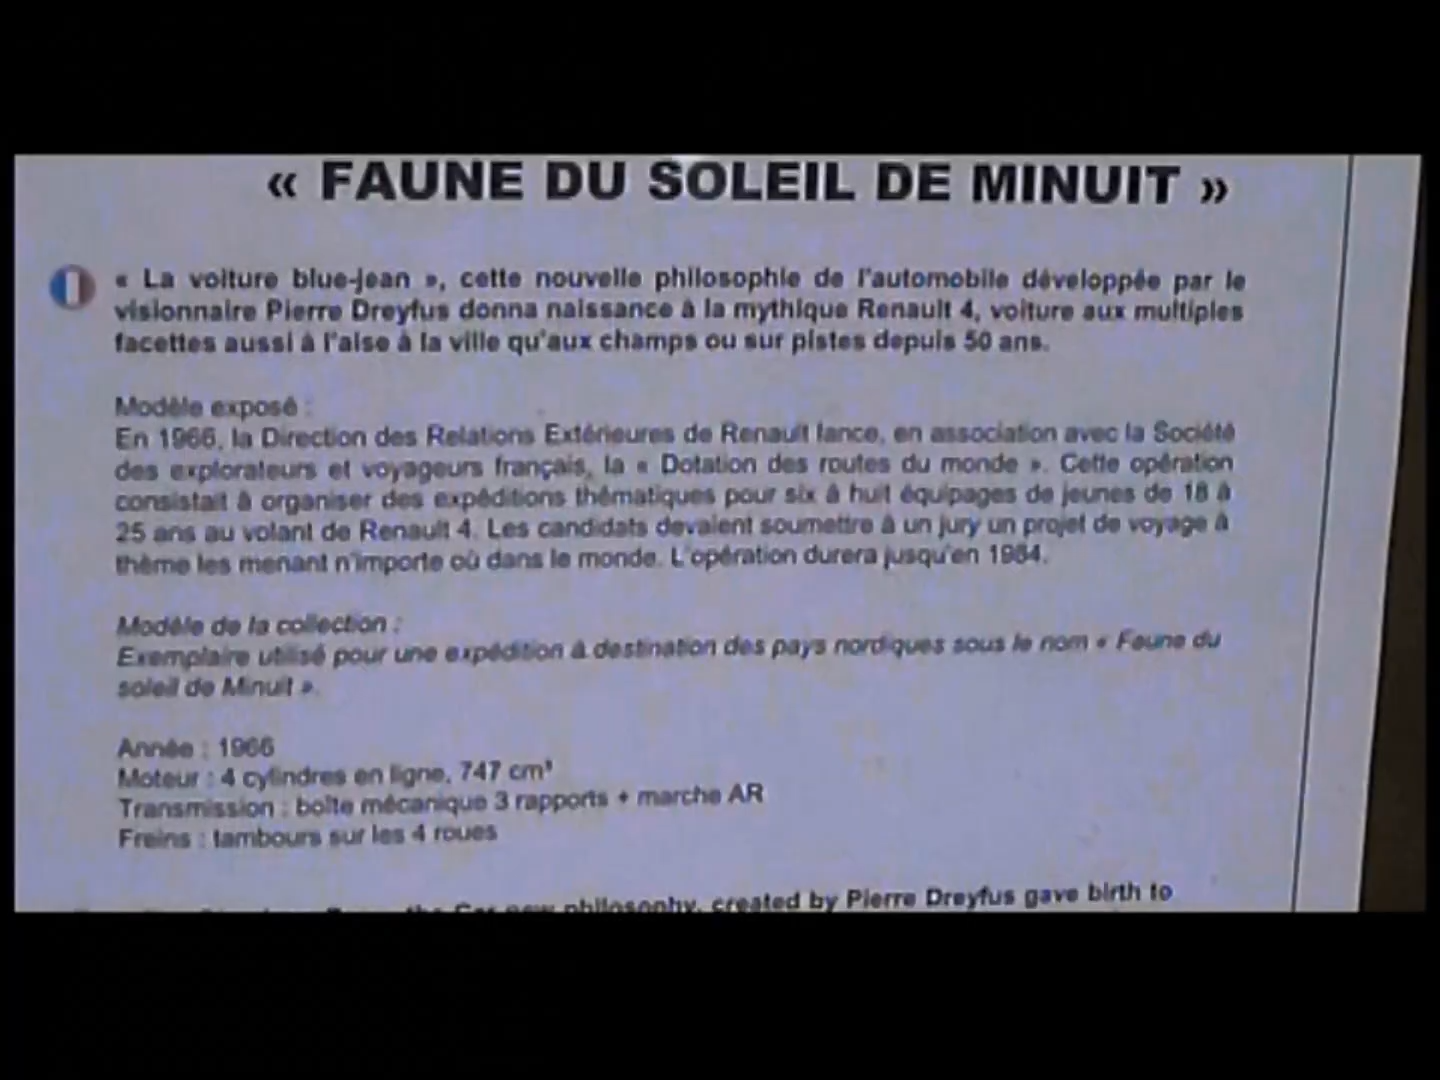 « FAUNE DU SOLEIL DE MINUIT »
« La voiture blue-jean », cette nouvelle philosophie de l'automobile développée par le
visionnaire Pierre Dreyfus donna naissance à la mythique Renault 4, voiture aux multiples
facettes aussi à l'aise à la ville qu'aux champs ou sur pistes depuis 50 ans.
Modèle exposé :
En 1966, la Direction des Relations Extérieures de Renault lance, en association avec la Société
des explorateurs et voyageurs français, la « Dotation des routes du monde ». Cette opération
consistait à organiser des expéditions thématiques pour six à huit équipages de jeunes de 18 à
25 ans au volant de Renault 4. Les candidats devaient soumettre à un jury un projet de voyage à
thème les menant n'importe où dans le monde. L'opération durera jusqu'en 1984.
Modèle de la collection :
Exemplaire utilisé pour une expédition à destination des pays nordiques sous le nom « Faune du
soleil de Minuit ».
Année : 1966
Moteur : 4 cylindres en ligne, 747 cm³
Transmission : boîte mécanique 3 rapports + marche AR
Freins : tambours sur les 4 roues
the Car new philosophy, created by Pierre Dreyfus gave birth to